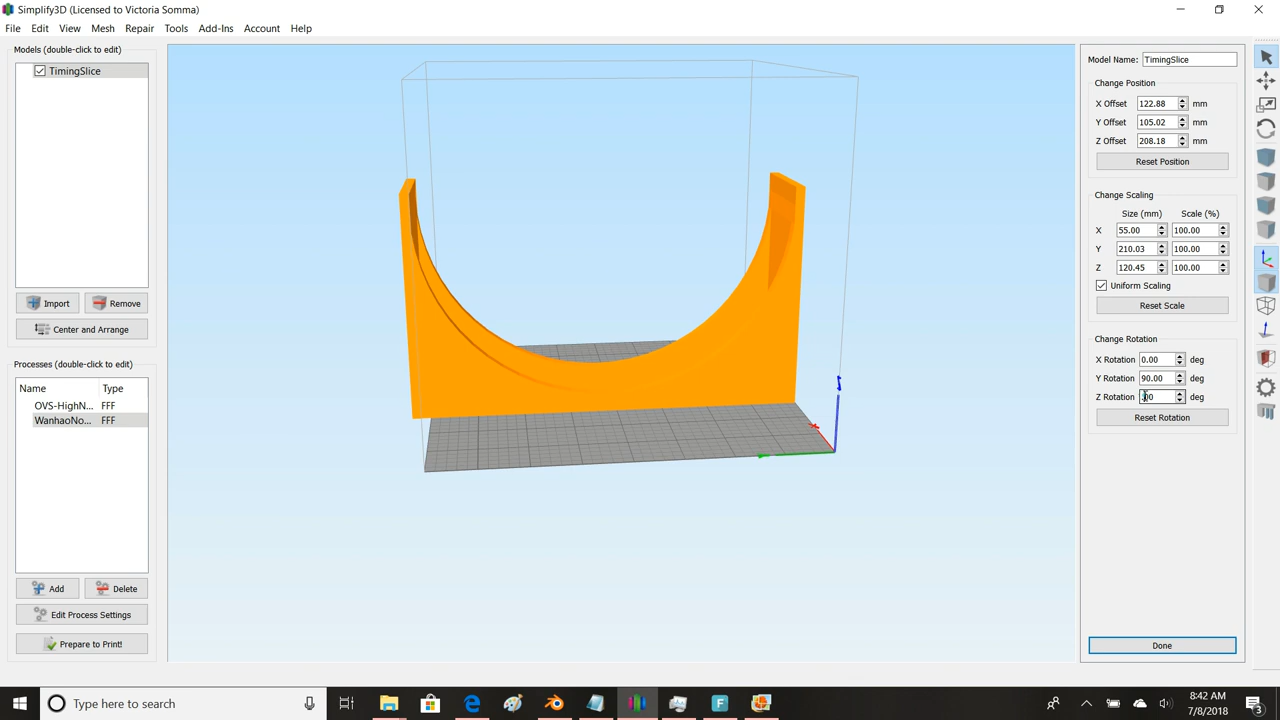 Simplify3D (Licensed to Victoria Somma)
File Edit View Mesh Repair Tools Add-Ins Account Help
Models (double-click to edit)
TimingSlice
Import Remove
Center and Arrange
Processes (double-click to edit)
Name Type
OVS-HighN... FFF
WanhaoNo... FFF
Add Delete
Edit Process Settings
Prepare to Print!
Model Name: TimingSlice
Change Position
X Offset 122.88 mm
Y Offset 105.02 mm
Z Offset 208.18 mm
Reset Position
Change Scaling
Size (mm) Scale (%)
X 55.00 100.00
Y 210.03 100.00
Z 120.45 100.00
Uniform Scaling
Reset Scale
Change Rotation
X Rotation 0.00 deg
Y Rotation 90.00 deg
Z Rotation .00 deg
Reset Rotation
Done
Type here to search
8:42 AM
7/8/2018
3